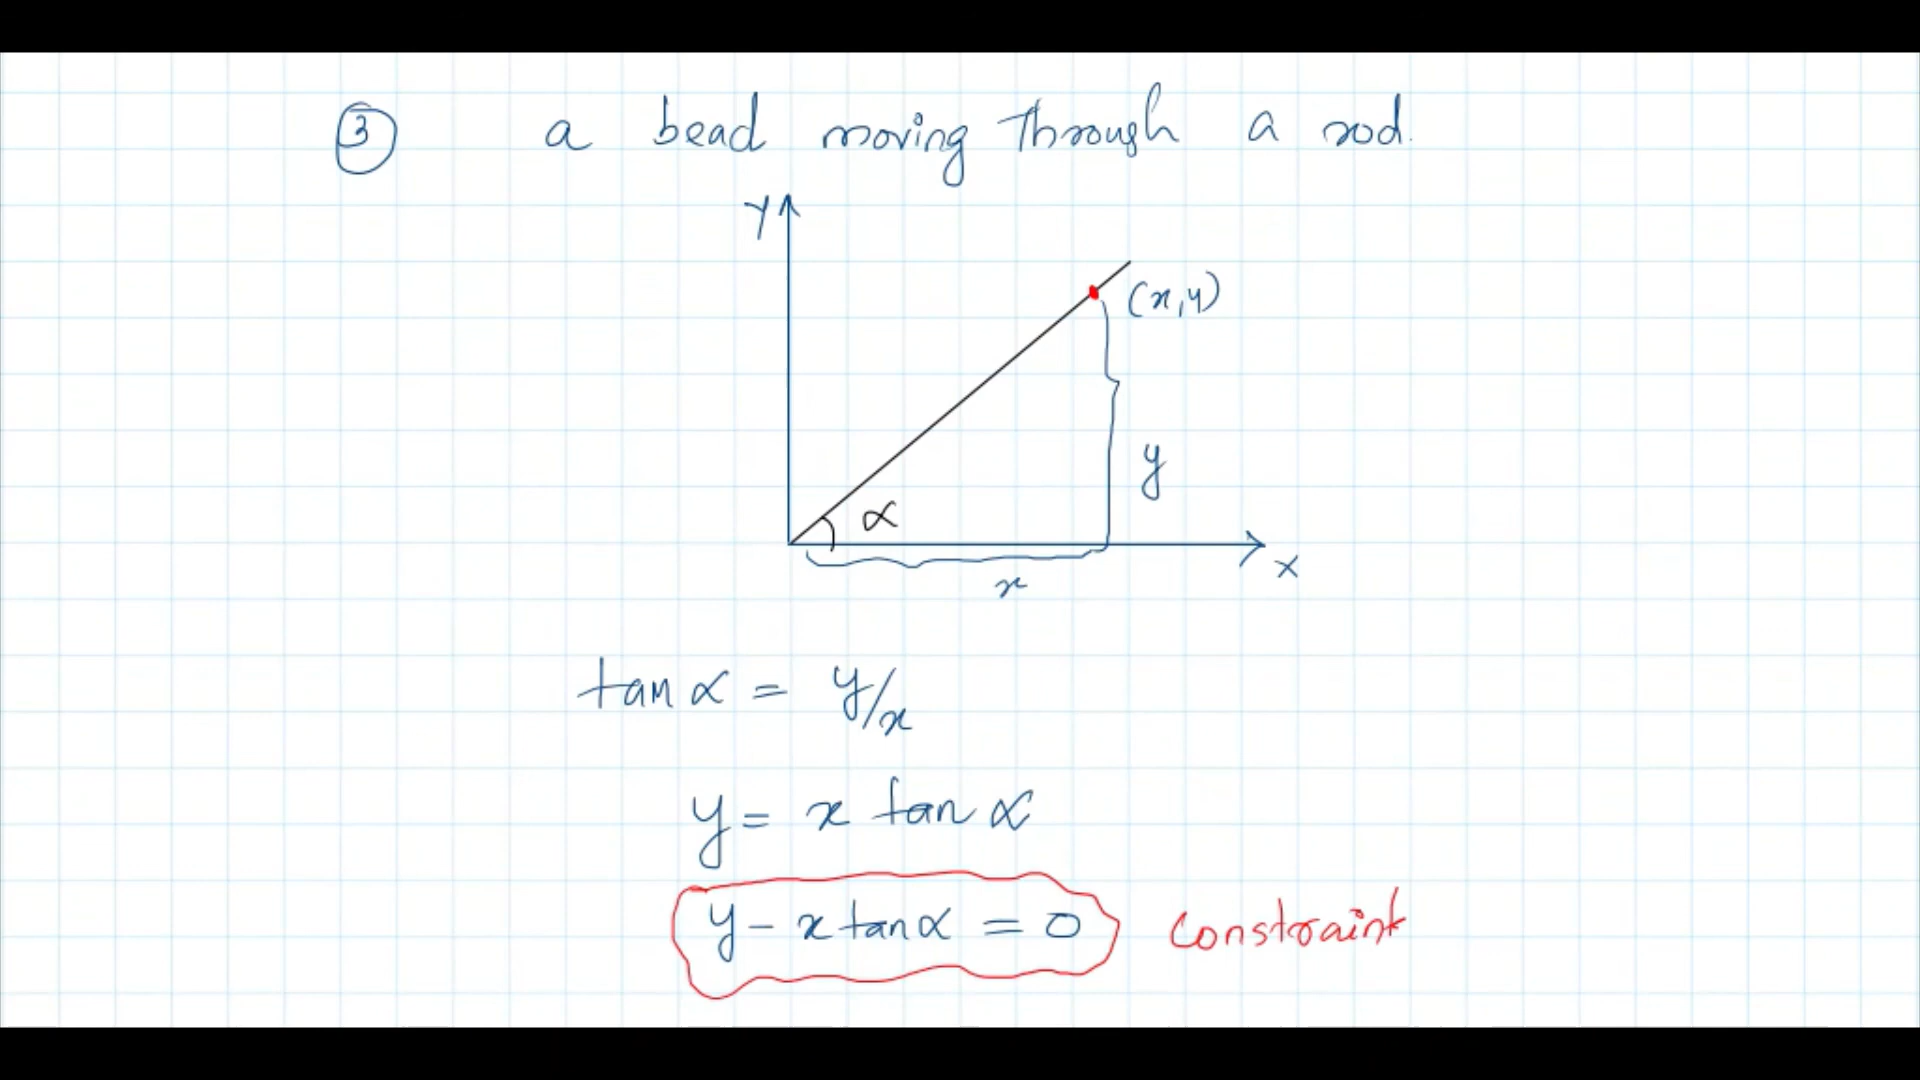 3 a bead moving through a rod.
Y
(x,y)
y
α
x
x
tan α = y/x
y = x tan α
y - x tan α = 0 constraint